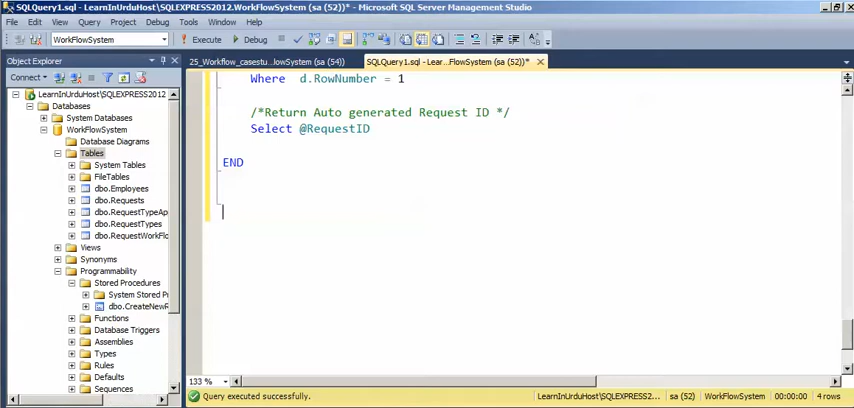 SQLQuery1.sql - LearnInUrduHost\SQLEXPRESS2012.WorkFlowSystem (sa (52))* - Microsoft SQL Server Management Studio
File Edit View Query Project Debug Tools Window Help
WorkFlowSystem Execute Debug
Object Explorer
25_Workflow_casestu...lowSystem (sa (54))
SQLQuery1.sql - Lear...FlowSystem (sa (52))*
Connect
LearnInUrduHost\SQLEXPRESS2012
Databases
System Databases
WorkFlowSystem
Database Diagrams
Tables
System Tables
FileTables
dbo.Employees
dbo.Requests
dbo.RequestTypeAp
dbo.RequestTypes
dbo.RequestWorkFlo
Views
Synonyms
Programmability
Stored Procedures
System Stored P
dbo.CreateNewR
Functions
Database Triggers
Assemblies
Types
Rules
Defaults
Sequences
Where d.RowNumber = 1
/*Return Auto generated Request ID */
Select @RequestID
END
133 %
Query executed successfully. LearnInUrduHost\SQLEXPRESS2... sa (52) WorkFlowSystem 00:00:00 4 rows